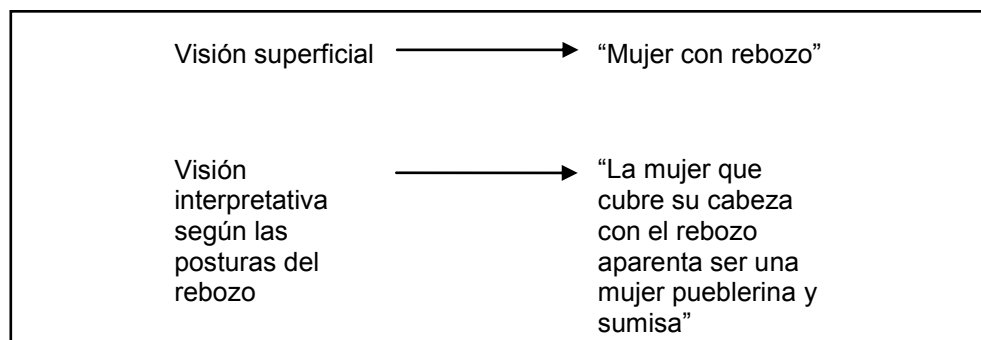 Visión superficial
“Mujer con rebozo”
Visión
interpretativa
según las
posturas del
rebozo
“La mujer que
cubre su cabeza
con el rebozo
aparenta ser una
mujer pueblerina y
sumisa”